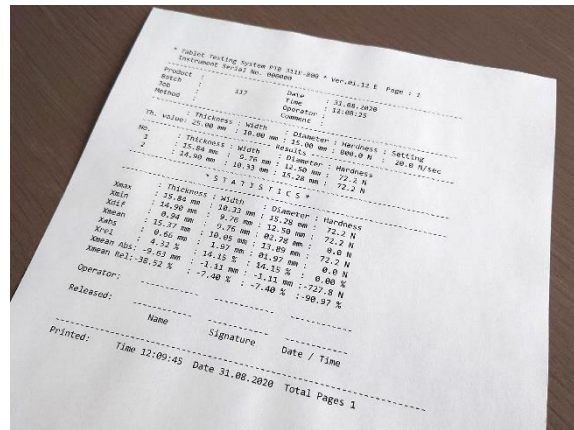 * Tablet Testing System PTB 311E-800 * Ver.01.12 E Page : 1
Instrument Serial No. 000000
Product :
Batch : Date : 31.08.2020
Job : 337 Time : 12:08:25
Method : Operator :
Comment :
Thickness : Width : Diameter : Hardness : Setting
Th. value: 25.00 mm : 10.00 mm : 15.00 mm : 800.0 N : 20.0 N/sec
Results
No. : Thickness : Width : Diameter : Hardness
1 : 15.84 mm : 9.76 mm : 12.50 mm : 72.2 N
2 : 14.90 mm : 10.33 mm : 15.28 mm : 72.2 N
* S T A T I S T I C S *
Thickness : Width : Diameter : Hardness
Xmax : 15.84 mm : 10.33 mm : 15.28 mm : 72.2 N
Xmin : 14.90 mm : 9.76 mm : 12.50 mm : 72.2 N
Xdif : 0.94 mm : 9.76 mm : 02.78 mm : 0.0 N
Xmean : 15.37 mm : 10.05 mm : 13.89 mm : 72.2 N
Xabs : 0.66 mm : 1.97 mm : 01.97 mm : 0.0 N
Xrel : 4.32 % : 14.15 % : 14.15 % : 0.00 %
Xmean Abs: -9.63 mm : -1.11 mm : -1.11 mm : -727.8 N
Xmean Rel:-38.52 % : -7.40 % : -7.40 % : -90.97 %
Operator:
Released:
Name Signature Date / Time
Printed: Time 12:09:45 Date 31.08.2020 Total Pages 1